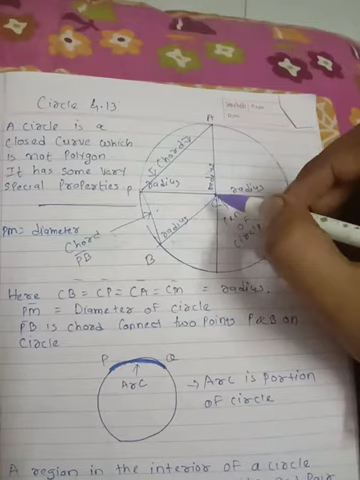 Circle 4.13
A circle is a
closed curve which
is not polygon
It has some very
special properties
A
Chord
P
radius
radius
radius
C
PM = diameter
Chord
PB
B
Here CB = CP = CA = CM = radius.
PM = Diameter of circle
PB is chord connect two points P & B on
circle
P
Q
Arc
→ Arc is portion
of circle
A region in the interior of a circle